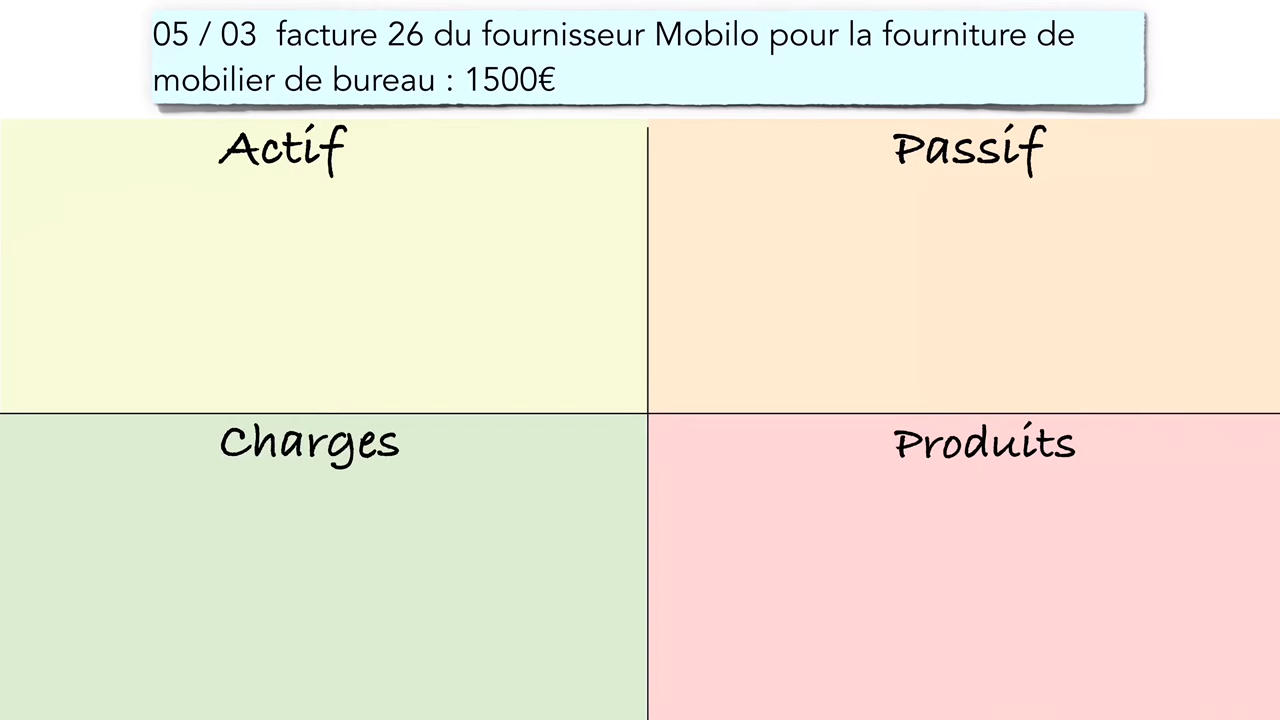 05 / 03 facture 26 du fournisseur Mobilo pour la fourniture de
mobilier de bureau : 1500€
Actif
Passif
Charges
Produits